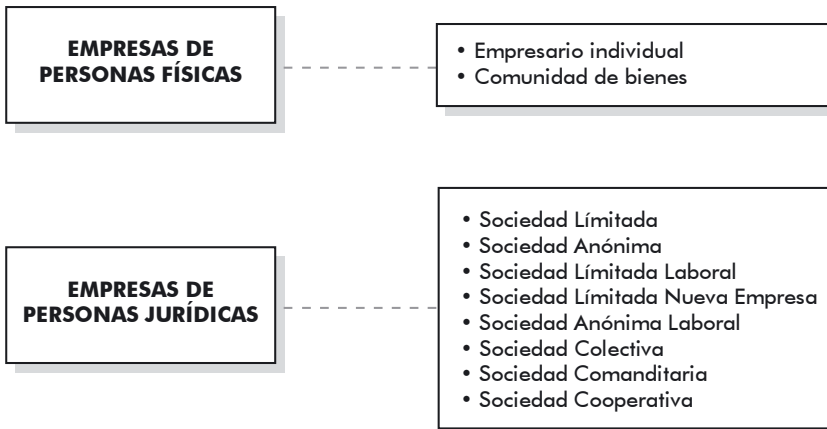 EMPRESAS DE
PERSONAS FÍSICAS
• Empresario individual
• Comunidad de bienes
EMPRESAS DE
PERSONAS JURÍDICAS
• Sociedad Límitada
• Sociedad Anónima
• Sociedad Límitada Laboral
• Sociedad Límitada Nueva Empresa
• Sociedad Anónima Laboral
• Sociedad Colectiva
• Sociedad Comanditaria
• Sociedad Cooperativa